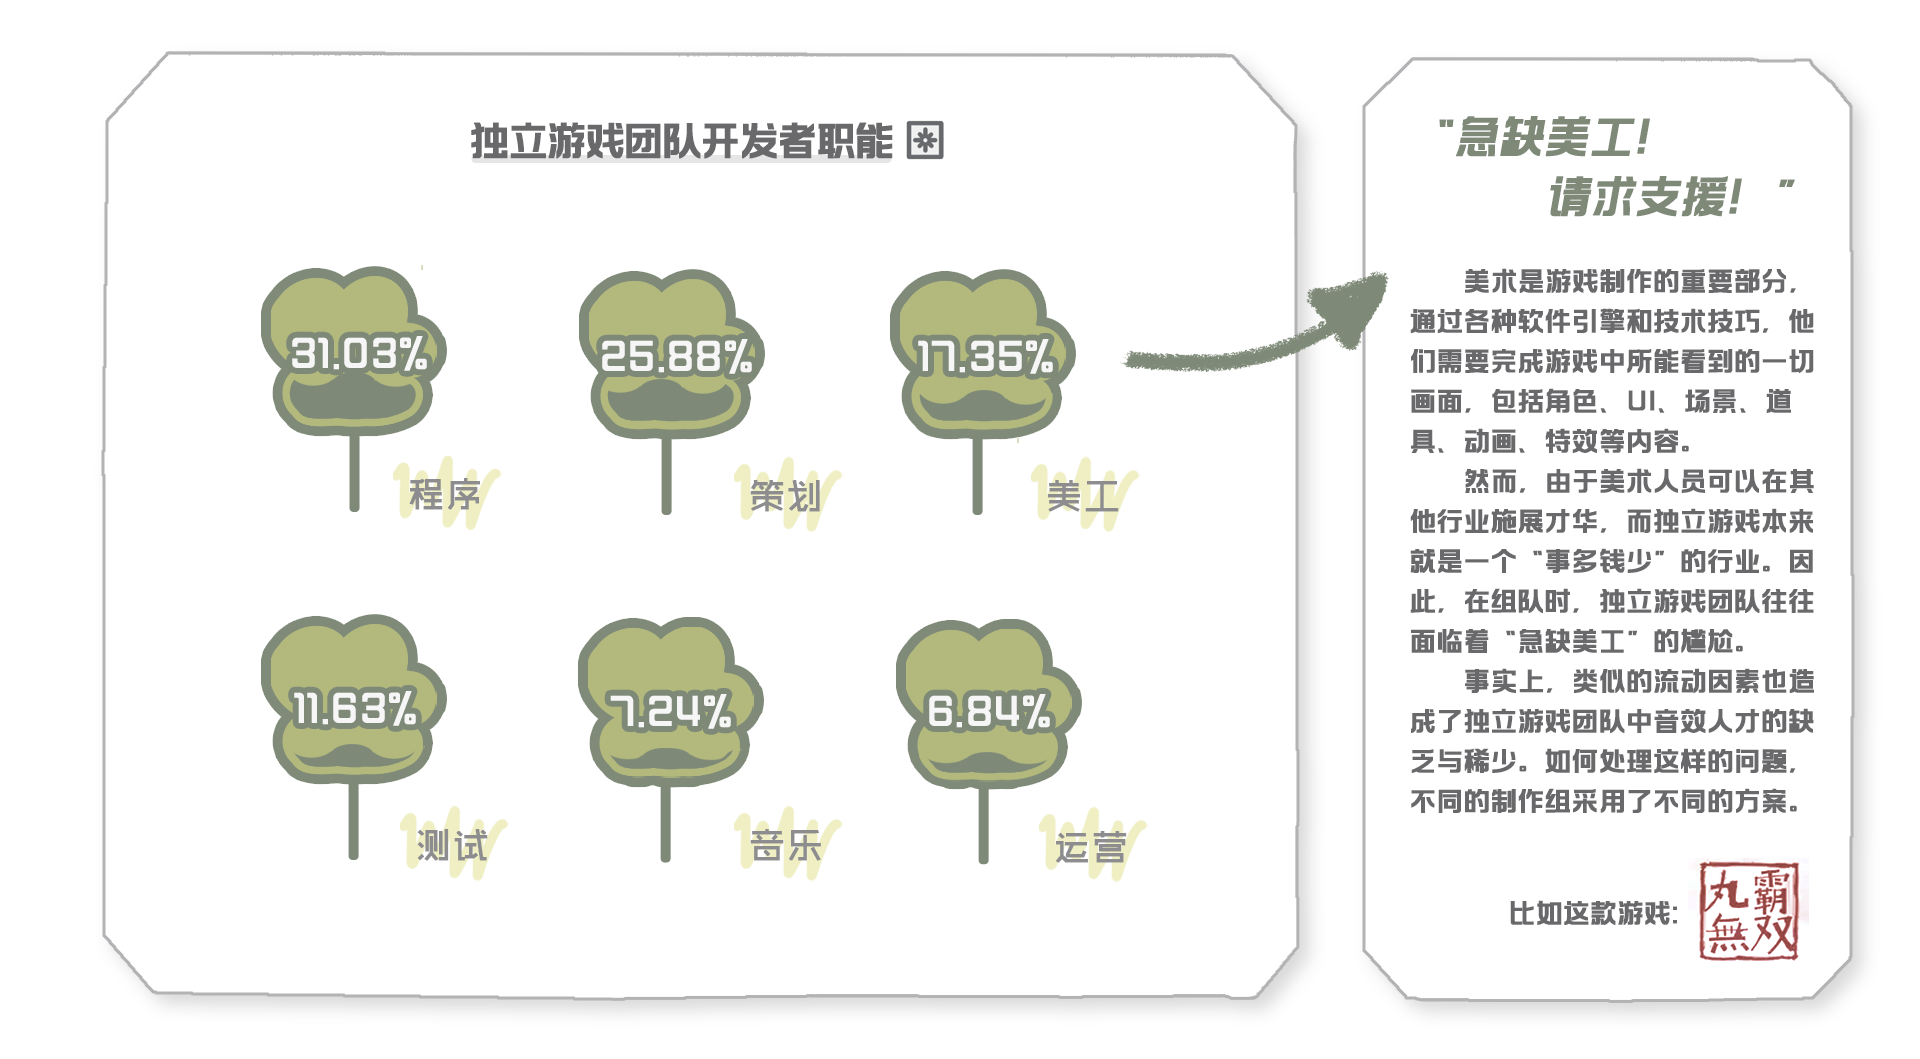 独立游戏团队开发者职能
31.03%
程序
25.88%
策划
17.35%
美工
11.63%
测试
7.24%
音乐
6.84%
运营
“急缺美工！
请求支援！”
美术是游戏制作的重要部分，
通过各种软件引擎和技术技巧，他
们需要完成游戏中所能看到的一切
画面，包括角色、UI、场景、道
具、动画、特效等内容。
然而，由于美术人员可以在其
他行业施展才华，而独立游戏本来
就是一个“事多钱少”的行业。因
此，在组队时，独立游戏团队往往
面临着“急缺美工”的尴尬。
事实上，类似的流动因素也造
成了独立游戏团队中音效人才的缺
乏与稀少。如何处理这样的问题，
不同的制作组采用了不同的方案。
比如这款游戏：
丸霸
無双